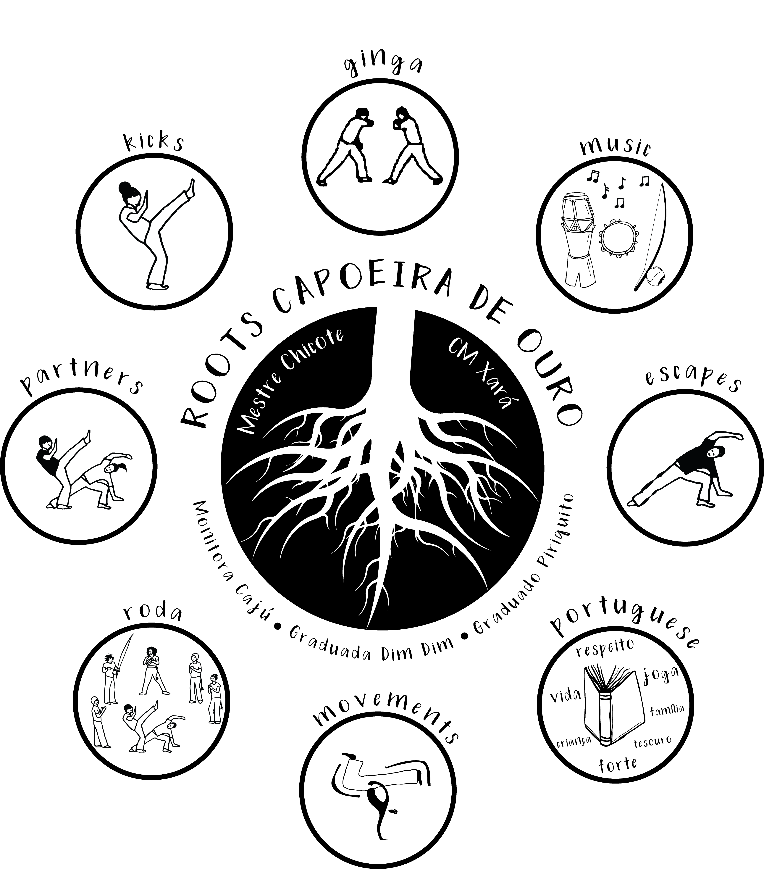 ginga
kicks
music
ROOTS CAPOEIRA DE OURO
Mestre Chicote
CM Xará
partners
escapes
Monitora Cajú • Graduada Dim Dim • Graduado Piriquito
roda
portuguese
respeito
joga
vida
família
criança
tesouro
forte
movements